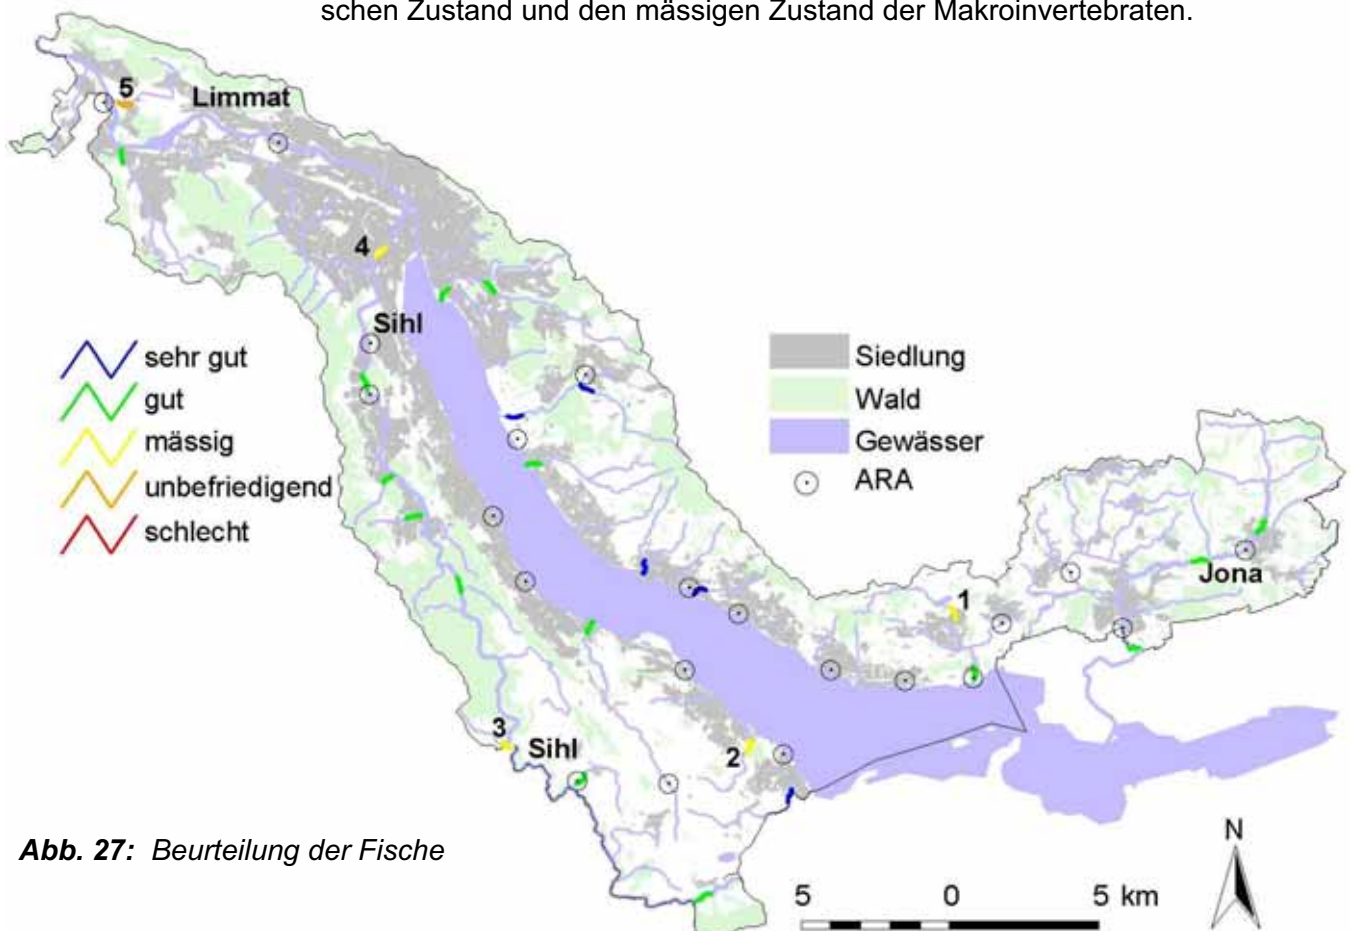 schen Zustand und den mässigen Zustand der Makroinvertebraten.
5
Limmat
4
Sihl
sehr gut
gut
mässig
unbefriedigend
schlecht
Siedlung
Wald
Gewässer
ARA
1
Jona
3
Sihl
2
Abb. 27: Beurteilung der Fische
N
5 0 5 km